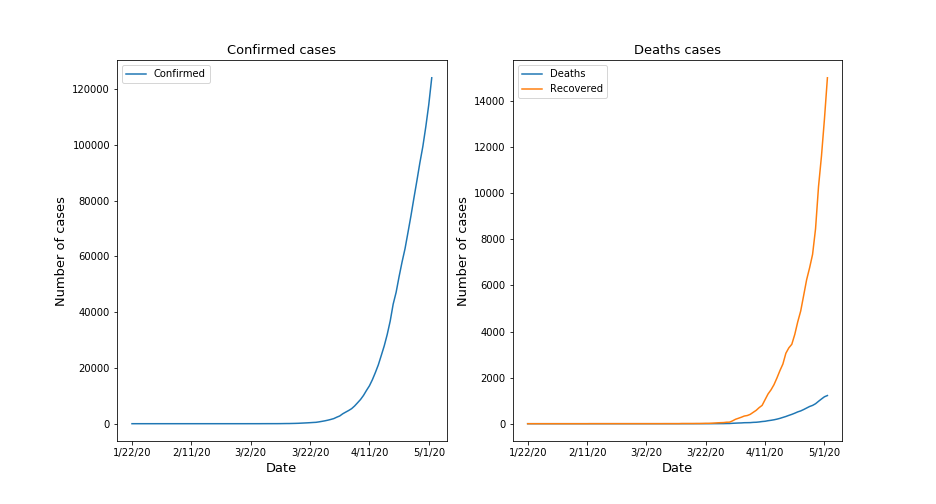 Confirmed cases
Confirmed
120000
100000
80000
60000
40000
20000
0
Number of cases
1/22/20 2/11/20 3/2/20 3/22/20 4/11/20 5/1/20
Date
Deaths cases
Deaths
Recovered
14000
12000
10000
8000
6000
4000
2000
0
Number of cases
1/22/20 2/11/20 3/2/20 3/22/20 4/11/20 5/1/20
Date